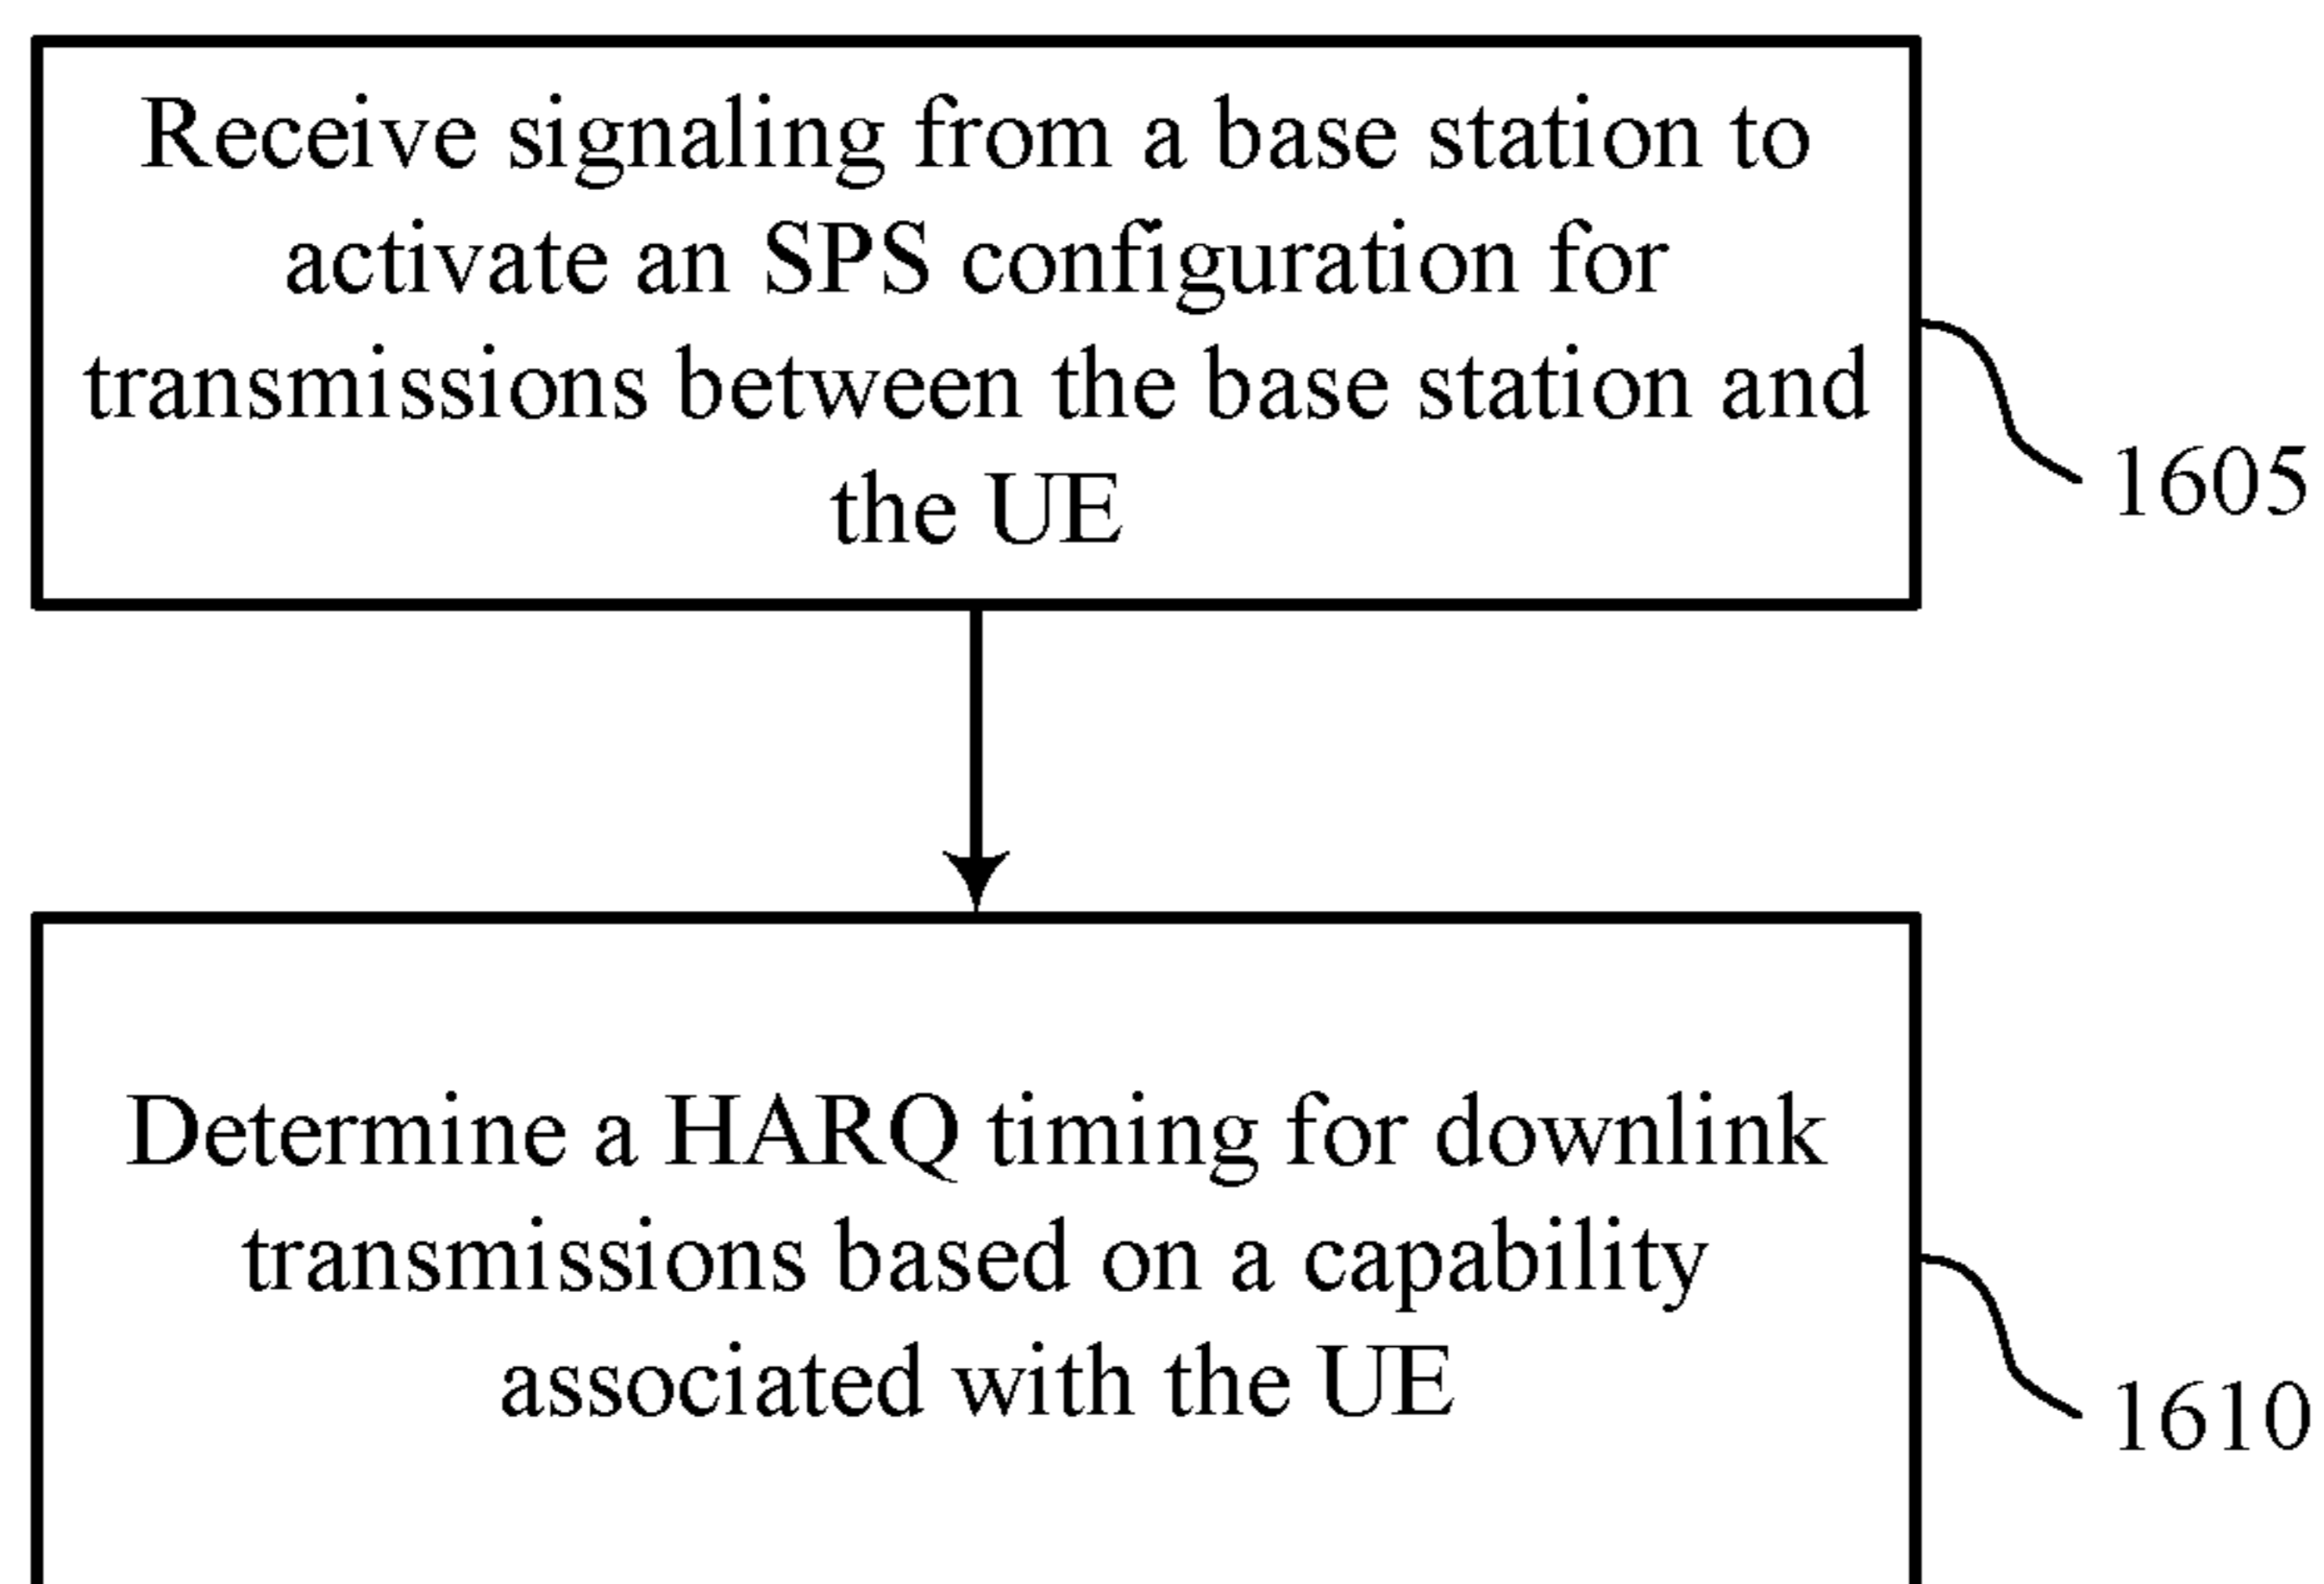 Receive signaling from a base station to
activate an SPS configuration for
transmissions between the base station and
the UE
1605
Determine a HARQ timing for downlink
transmissions based on a capability
associated with the UE
1610